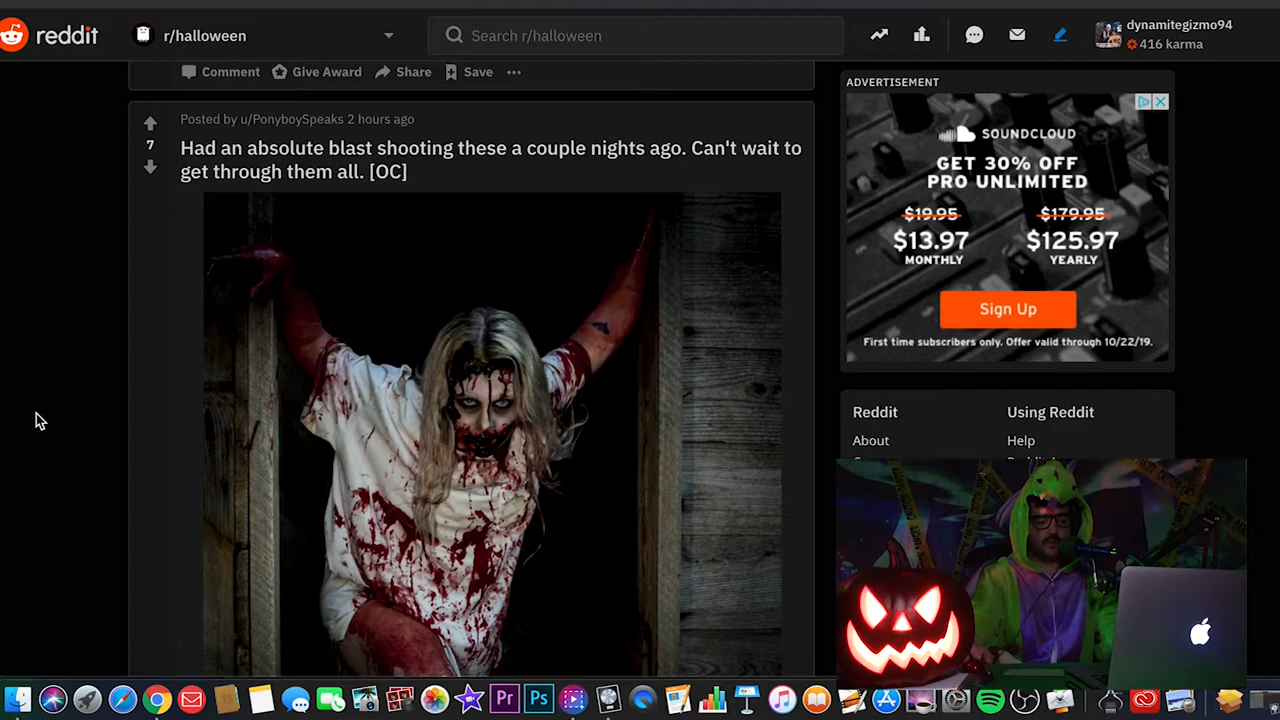 reddit
r/halloween
Search r/halloween
dynamitegizmo94
416 karma
Comment
Give Award
Share
Save
Posted by u/PonyboySpeaks 2 hours ago
7
Had an absolute blast shooting these a couple nights ago. Can't wait to
get through them all. [OC]
ADVERTISEMENT
SOUNDCLOUD
GET 30% OFF
PRO UNLIMITED
$19.95 $179.95
$13.97 $125.97
MONTHLY YEARLY
Sign Up
First time subscribers only. Offer valid through 10/22/19.
Reddit Using Reddit
About Help
Pr Ps